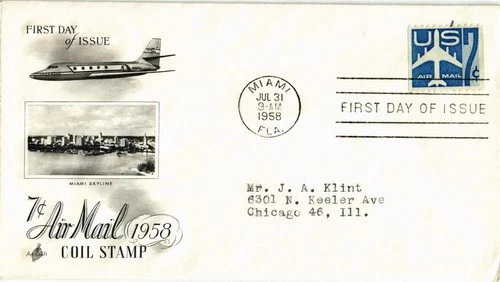 FIRST DAY
of ISSUE
MIAMI SKYLINE
7¢
Air Mail 1958
COIL STAMP
MIAMI
JUL 31
9-AM
1958
FLA.
US 7¢
AIR MAIL
FIRST DAY OF ISSUE
Mr. J. A. Klint
6301 N. Keeler Ave
Chicago 46, Ill.